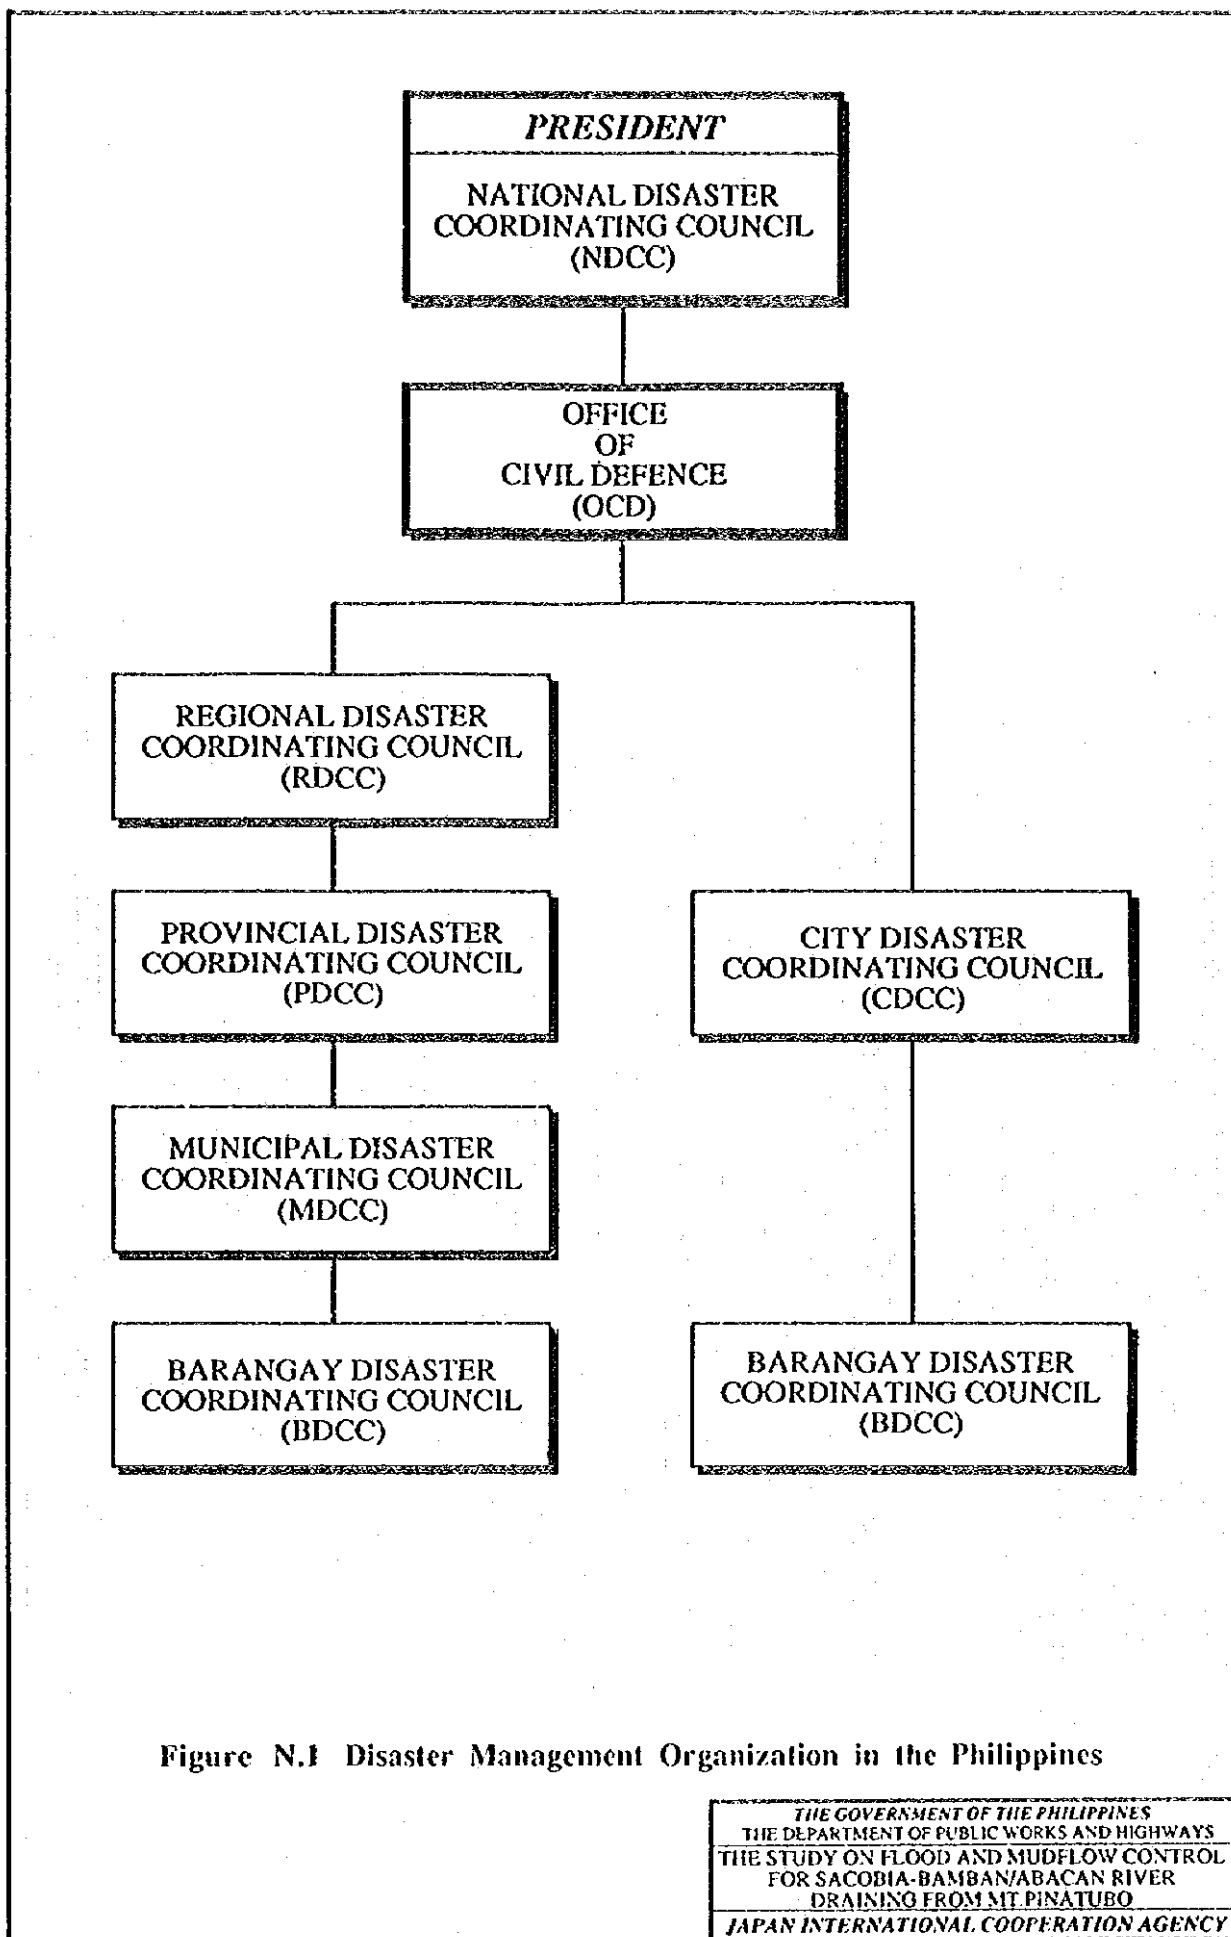 PRESIDENT
NATIONAL DISASTER
COORDINATING COUNCIL
(NDCC)
OFFICE
OF
CIVIL DEFENCE
(OCD)
REGIONAL DISASTER
COORDINATING COUNCIL
(RDCC)
PROVINCIAL DISASTER
COORDINATING COUNCIL
(PDCC)
CITY DISASTER
COORDINATING COUNCIL
(CDCC)
MUNICIPAL DISASTER
COORDINATING COUNCIL
(MDCC)
BARANGAY DISASTER
COORDINATING COUNCIL
(BDCC)
BARANGAY DISASTER
COORDINATING COUNCIL
(BDCC)
Figure N.1 Disaster Management Organization in the Philippines
THE GOVERNMENT OF THE PHILIPPINES
THE DEPARTMENT OF PUBLIC WORKS AND HIGHWAYS
THE STUDY ON FLOOD AND MUDFLOW CONTROL
FOR SACOBIA-BAMBAN/ABACAN RIVER
DRAINING FROM MT.PINATUBO
JAPAN INTERNATIONAL COOPERATION AGENCY